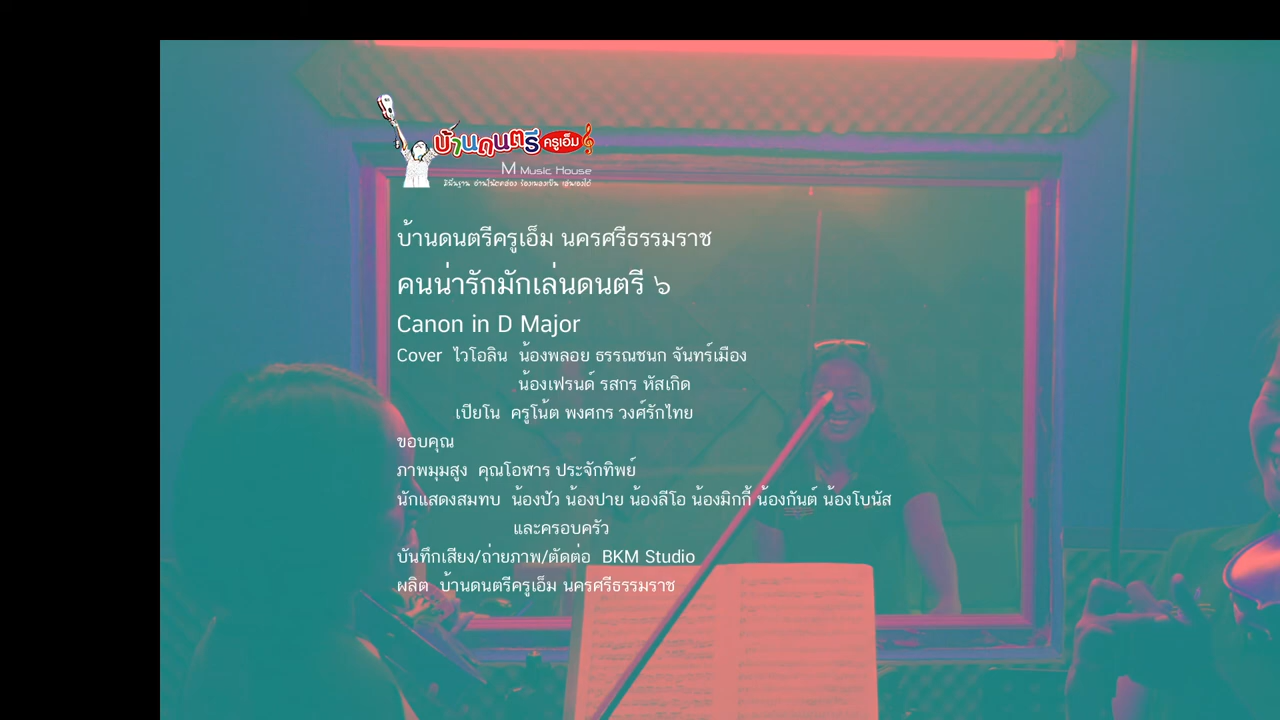 บ้านดนตรี ครูเอ็ม
M Music House
บ้านดนตรีครูเอ็ม นครศรีธรรมราช
คนน่ารักมักเล่นดนตรี ๖
Canon in D Major
Cover ไวโอลิน น้องพลอย ธรรณชนก จันทร์เมือง
น้องเฟรนด์ รสกร หัสเกิด
เปียโน ครูโน้ต พงศกร วงศ์รักไทย
ขอบคุณ
ภาพมุมสูง คุณโอฬาร ประจักทิพย์
นักแสดงสมทบ น้องปัว น้องปาย น้องลีโอ น้องมิกกี้ น้องกันต์ น้องโบนัส
และครอบครัว
บันทึกเสียง/ถ่ายภาพ/ตัดต่อ BKM Studio
ผลิต บ้านดนตรีครูเอ็ม นครศรีธรรมราช